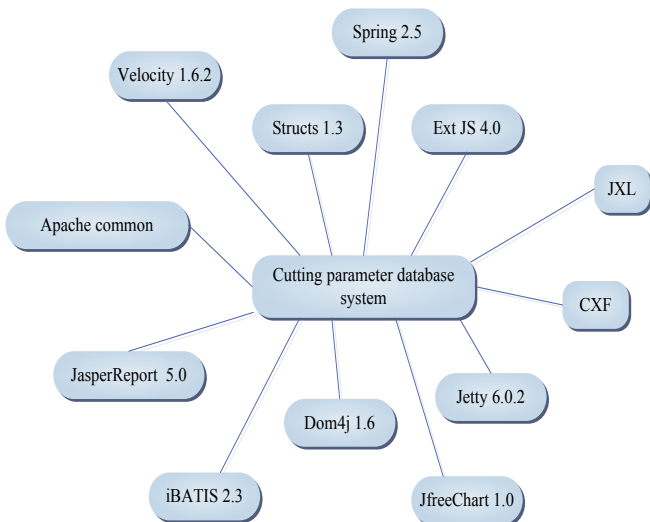 Spring 2.5
Velocity 1.6.2
Structs 1.3
Ext JS 4.0
JXL
Apache common
Cutting parameter database
system
CXF
JasperReport 5.0
Jetty 6.0.2
Dom4j 1.6
iBATIS 2.3
JfreeChart 1.0